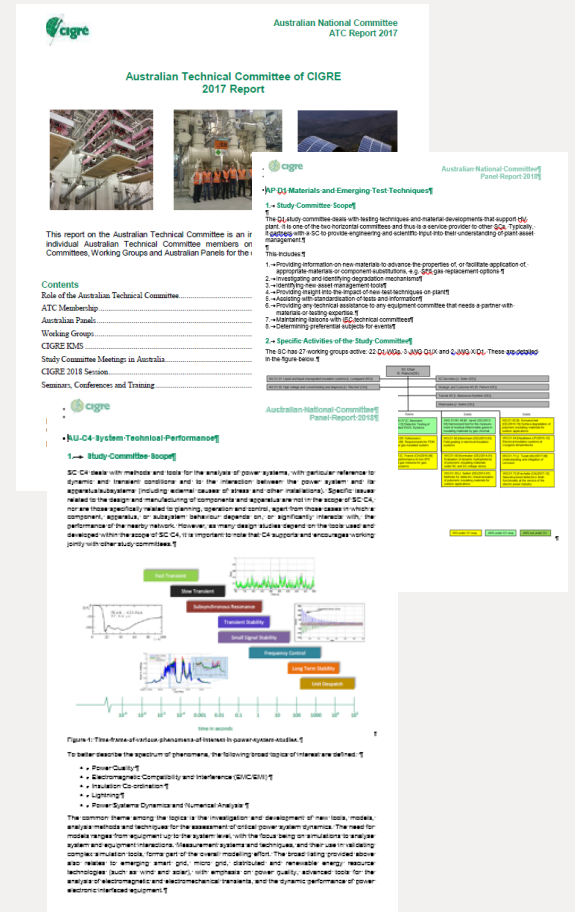 cigre
Australian National Committee
ATC Report 2017
Australian Technical Committee of CIGRE
2017 Report
This report on the Australian Technical Committee is an
individual Australian Technical Committee members
Committees, Working Groups and Australian Panels for the
Contents
Role of the Australian Technical Committee
ATC Membership
Australian Panels
Working Groups
CIGRE KMS
Study Committee Meetings in Australia
CIGRE 2018 Session
Seminars, Conferences and Training
cigre
Australian National Committee¶
Panel Report 2018¶
AP D1 Materials and Emerging Test Techniques¶
1.→ Study Committee Scope¶
¶
The D1 study committee deals with testing techniques and material developments that support HV
plant. It is one of the two horizontal committees and thus is a service provider to other SCs. Typically,
it partners with a SC to provide engineering and scientific input into their understanding of plant asset
management.¶
¶
This includes:
1.→Providing information on new materials to advance the properties of, or facilitate application of
appropriate materials or component substitutions, e.g. SF6 gas replacement options
2.→Investigating and identifying degradation mechanisms¶
3.→Identifying new asset management tools¶
4.→Providing insight into the impact of new test techniques on plant¶
5.→Assisting with standardisation of tests and information¶
6.→Providing any technical assistance to any equipment committee that needs a partner with
materials or testing expertise.¶
7.→Maintaining liaisons with IEC technical committees¶
8.→Determining preferential subjects for events¶
2.→Specific Activities of the Study Committee¶
The SC has 27 working groups active: 22 D1 WGs, 3 JWG D1/X and 2 JWG X/D1. These are detailed
in the figure below.¶
cigre
Australian National Committee¶
Panel Report 2018¶
AU-C4-System Technical Performance¶
1.→ Study Committee Scope¶
SC C4 deals with methods and tools for the analysis of power systems, with particular reference to
dynamic and transient conditions and to the interaction between the power system and its
apparatus/subsystems (including external causes of stress and other installations). Specific issues
related to the design and manufacturing of components and apparatus are not in the scope of SC C4,
nor are those specifically related to planning, operation and control, apart from those cases in which a
component, apparatus, or subsystem behaviour depends on, or significantly interacts with, the
performance of the nearby network. However, as many design studies depend on the tools used and
developed within the scope of SC C4, it is important to note that C4 supports and encourages working
jointly with other study committees.¶
Fast Transient
Slow Transient
Subsynchronous Resonance
Transient Stability
Small Signal Stability
Frequency Control
Long Term Stability
Unit Despatch
0.001 0.01 0.1 1 10 100 1000
time in seconds
Figure 1: Time frame of various phenomena of interest in power system studies.¶
To better describe the spectrum of phenomena, the following broad topics of interest are defined:¶
• Power Quality¶
• Electromagnetic Compatibility and Interference (EMC/EMI)¶
• Insulation Co-ordination¶
• Lightning¶
• Power Systems Dynamics and Numerical Analysis¶
The common theme among the topics is the investigation and development of new tools, models,
analysis methods and techniques for the assessment of critical power system dynamics. The need for
models ranges from equipment up to the system level, with the focus being on simulations to analyse
system and equipment interactions. Measurement systems and techniques, and their use in validating
complex simulation tools, forms part of the overall modelling effort. The broad listing provided above
also relates to emerging smart grid, micro grid, distributed and renewable energy resource
technologies (such as wind and solar), with emphasis on power quality, advanced tools for the
analysis of electromagnetic and electromechanical transients, and the dynamic performance of power
electronic interfaced equipment.¶